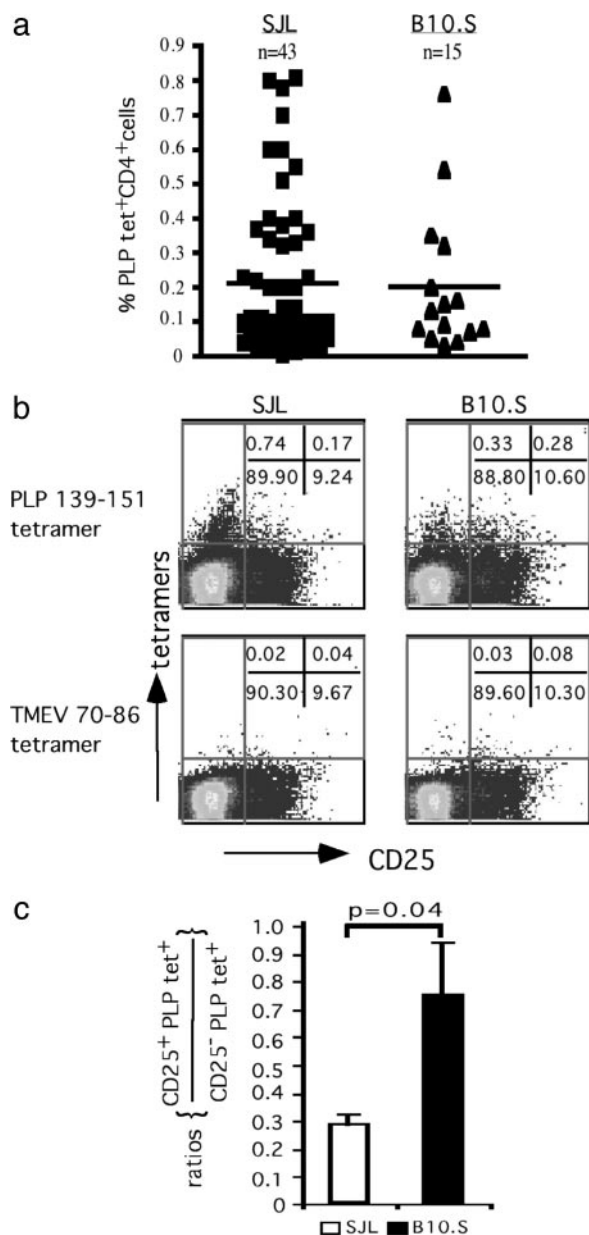 a
SJL B10.S
n=43 n=15
% PLP tet+CD4+cells
0.9
0.8
0.7
0.6
0.5
0.4
0.3
0.2
0.1
0
b
SJL B10.S
PLP 139-151
tetramer
0.74 0.17
89.90 9.24
0.33 0.28
88.80 10.60
tetramers
TMEV 70-86
tetramer
0.02 0.04
90.30 9.67
0.03 0.08
89.60 10.30
CD25
c
p=0.04
CD25+ PLP tet+
CD25- PLP tet+
ratios
1.0
0.9
0.8
0.7
0.6
0.5
0.4
0.3
0.2
0.1
0
SJL B10.S